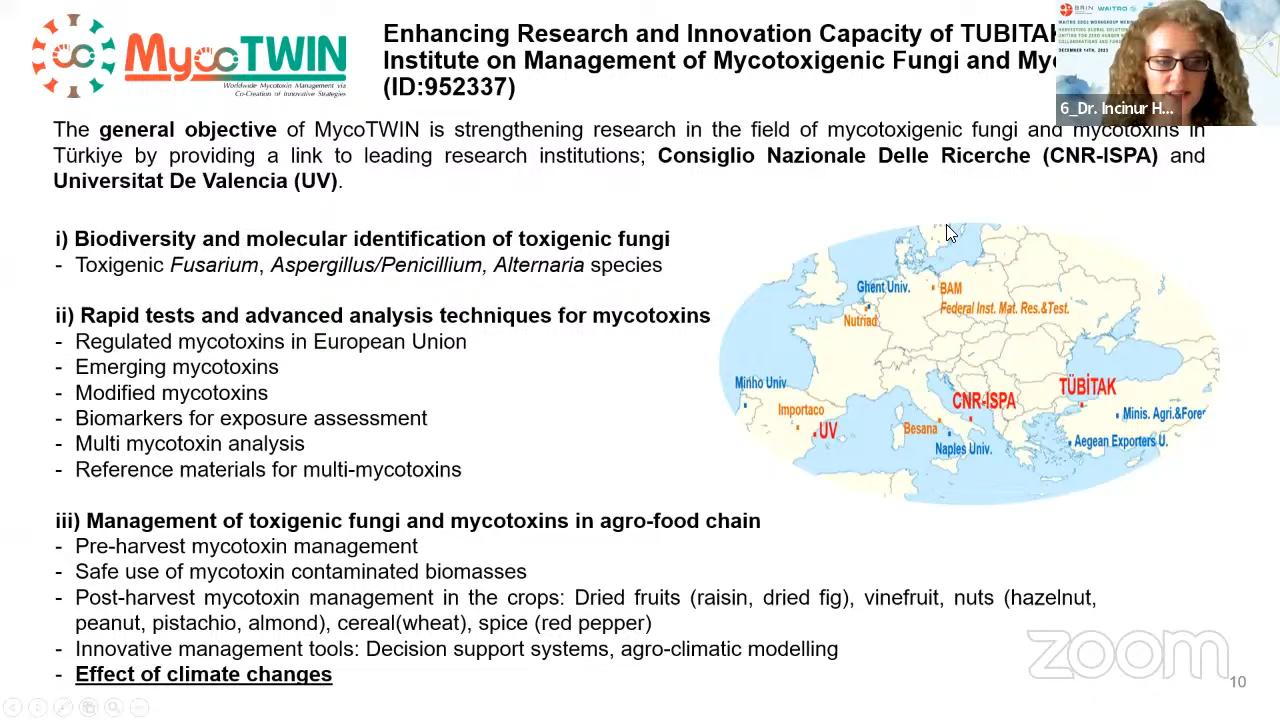 MycoTWIN
Worldwide Mycotoxin Management via
Co-Creation of Innovative Strategies
Enhancing Research and Innovation Capacity of TUBITAK
Institute on Management of Mycotoxigenic Fungi and
(ID:952337)
BRIN
WAITRO
HARVESTING GLOBAL SOLUTION
DECEMBER 14TH, 2023
6_Dr. Incinur H...
The general objective of MycoTWIN is strengthening research in the field of mycotoxigenic fungi and mycotoxins in
Türkiye by providing a link to leading research institutions; Consiglio Nazionale Delle Ricerche (CNR-ISPA) and
Universitat De Valencia (UV).
i) Biodiversity and molecular identification of toxigenic fungi
- Toxigenic Fusarium, Aspergillus/Penicillium, Alternaria species
ii) Rapid tests and advanced analysis techniques for mycotoxins
- Regulated mycotoxins in European Union
- Emerging mycotoxins
- Modified mycotoxins
- Biomarkers for exposure assessment
- Multi mycotoxin analysis
- Reference materials for multi-mycotoxins
iii) Management of toxigenic fungi and mycotoxins in agro-food chain
- Pre-harvest mycotoxin management
- Safe use of mycotoxin contaminated biomasses
- Post-harvest mycotoxin management in the crops: Dried fruits (raisin, dried fig), vinefruit, nuts (hazelnut,
peanut, pistachio, almond), cereal(wheat), spice (red pepper)
- Innovative management tools: Decision support systems, agro-climatic modelling
- Effect of climate changes
Ghent Univ.
BAM
Federal Inst. Mat. Res.&Test.
Nutriad
Minho Univ
Importaco
UV
CNR-ISPA
Besana
Naples Univ.
TÜBİTAK
Minis. Agri.&Fores
Aegean Exporters U.
zoom
10